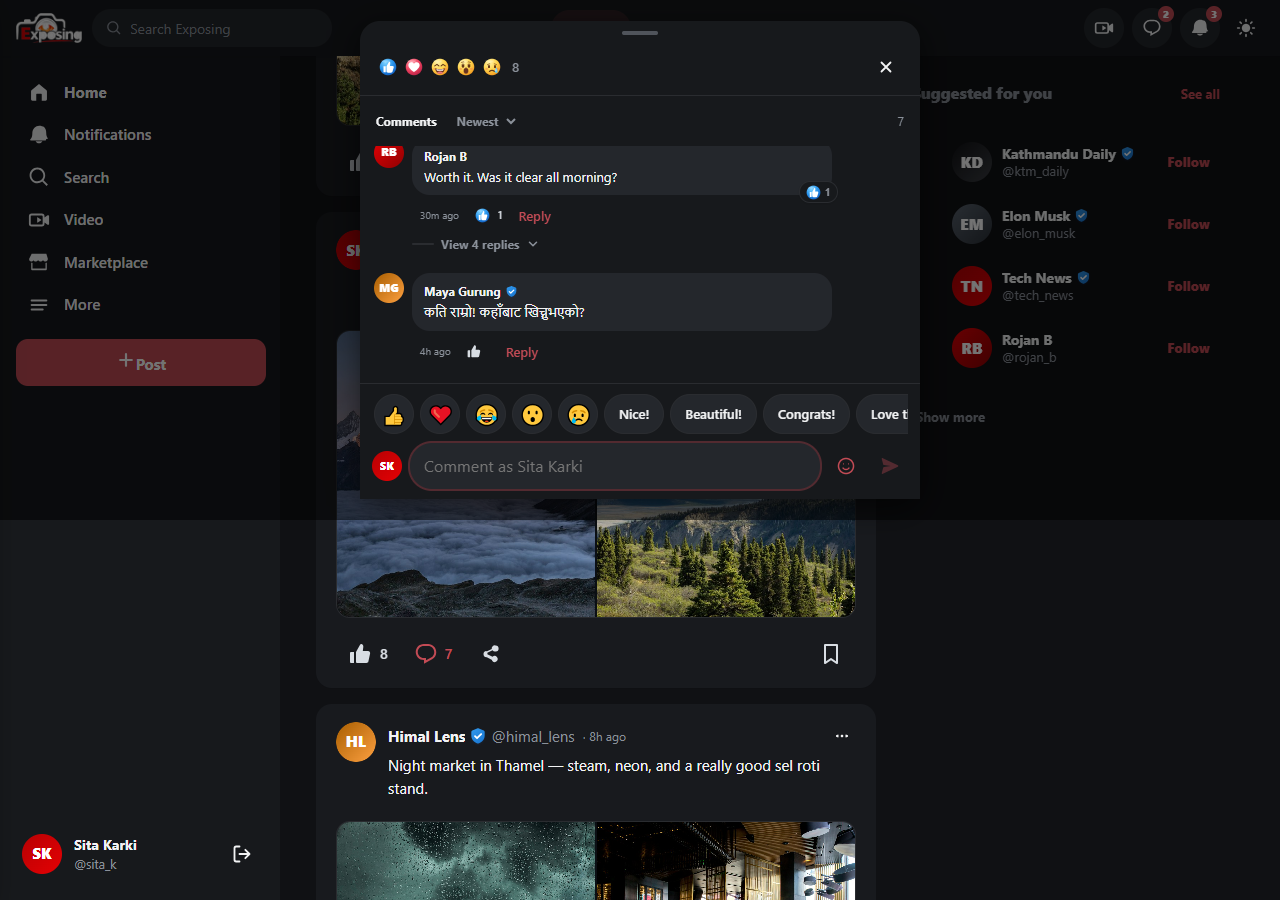 Exposing
Search Exposing
2
3
Home
Notifications
Search
Video
Marketplace
More
+ Post
Sita Karki
@sita_k
8
Comments
Newest
7
RB
Rojan B
Worth it. Was it clear all morning?
1
30m ago
1
Reply
View 4 replies
MG
Maya Gurung
कति राम्रो! कहाँबाट खिच्नुभएको?
4h ago
Reply
Nice!
Beautiful!
Congrats!
Love t
SK
Comment as Sita Karki
8
7
HL
Himal Lens
@himal_lens
· 8h ago
Night market in Thamel — steam, neon, and a really good sel roti
stand.
uggested for you
See all
KD
Kathmandu Daily
@ktm_daily
Follow
EM
Elon Musk
@elon_musk
Follow
TN
Tech News
@tech_news
Follow
RB
Rojan B
@rojan_b
Follow
Show more
SK